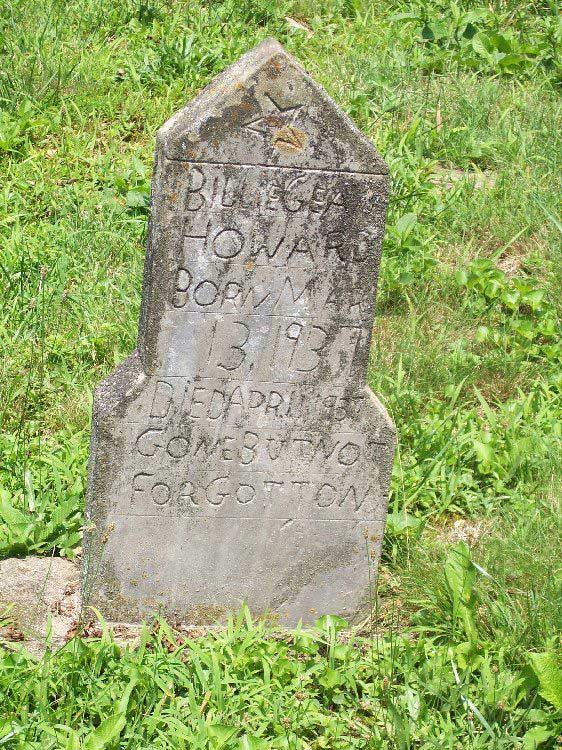 BILLEGEA
HOWARD
BORN MAR
13, 1937
DIED APRIL 1937
GONE BUT NOT
FORGOTTON